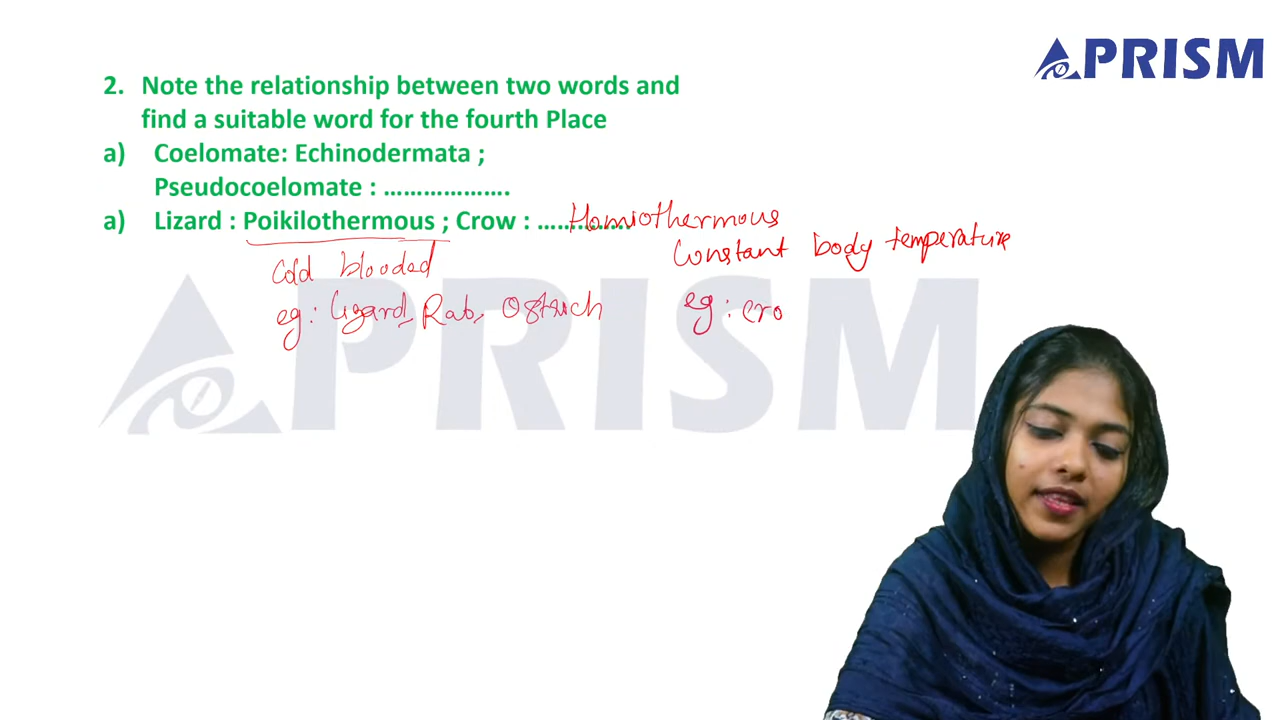 PRISM
2. Note the relationship between two words and
find a suitable word for the fourth Place
a) Coelomate: Echinodermata ;
Pseudocoelomate : ………………..
a) Lizard : Poikilothermous ; Crow : ………….. Homiothermous
Cold blooded
Constant body temperature
eg: Lizard, Rab, Ostrich
eg: cro
PRISM